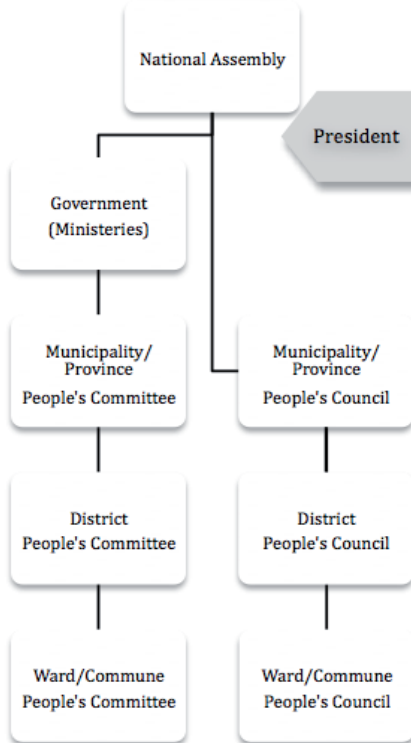 National Assembly
President
Government
(Ministeries)
Municipality/
Province
People's Committee
Municipality/
Province
People's Council
District
People's Committee
District
People's Council
Ward/Commune
People's Committee
Ward/Commune
People's Council